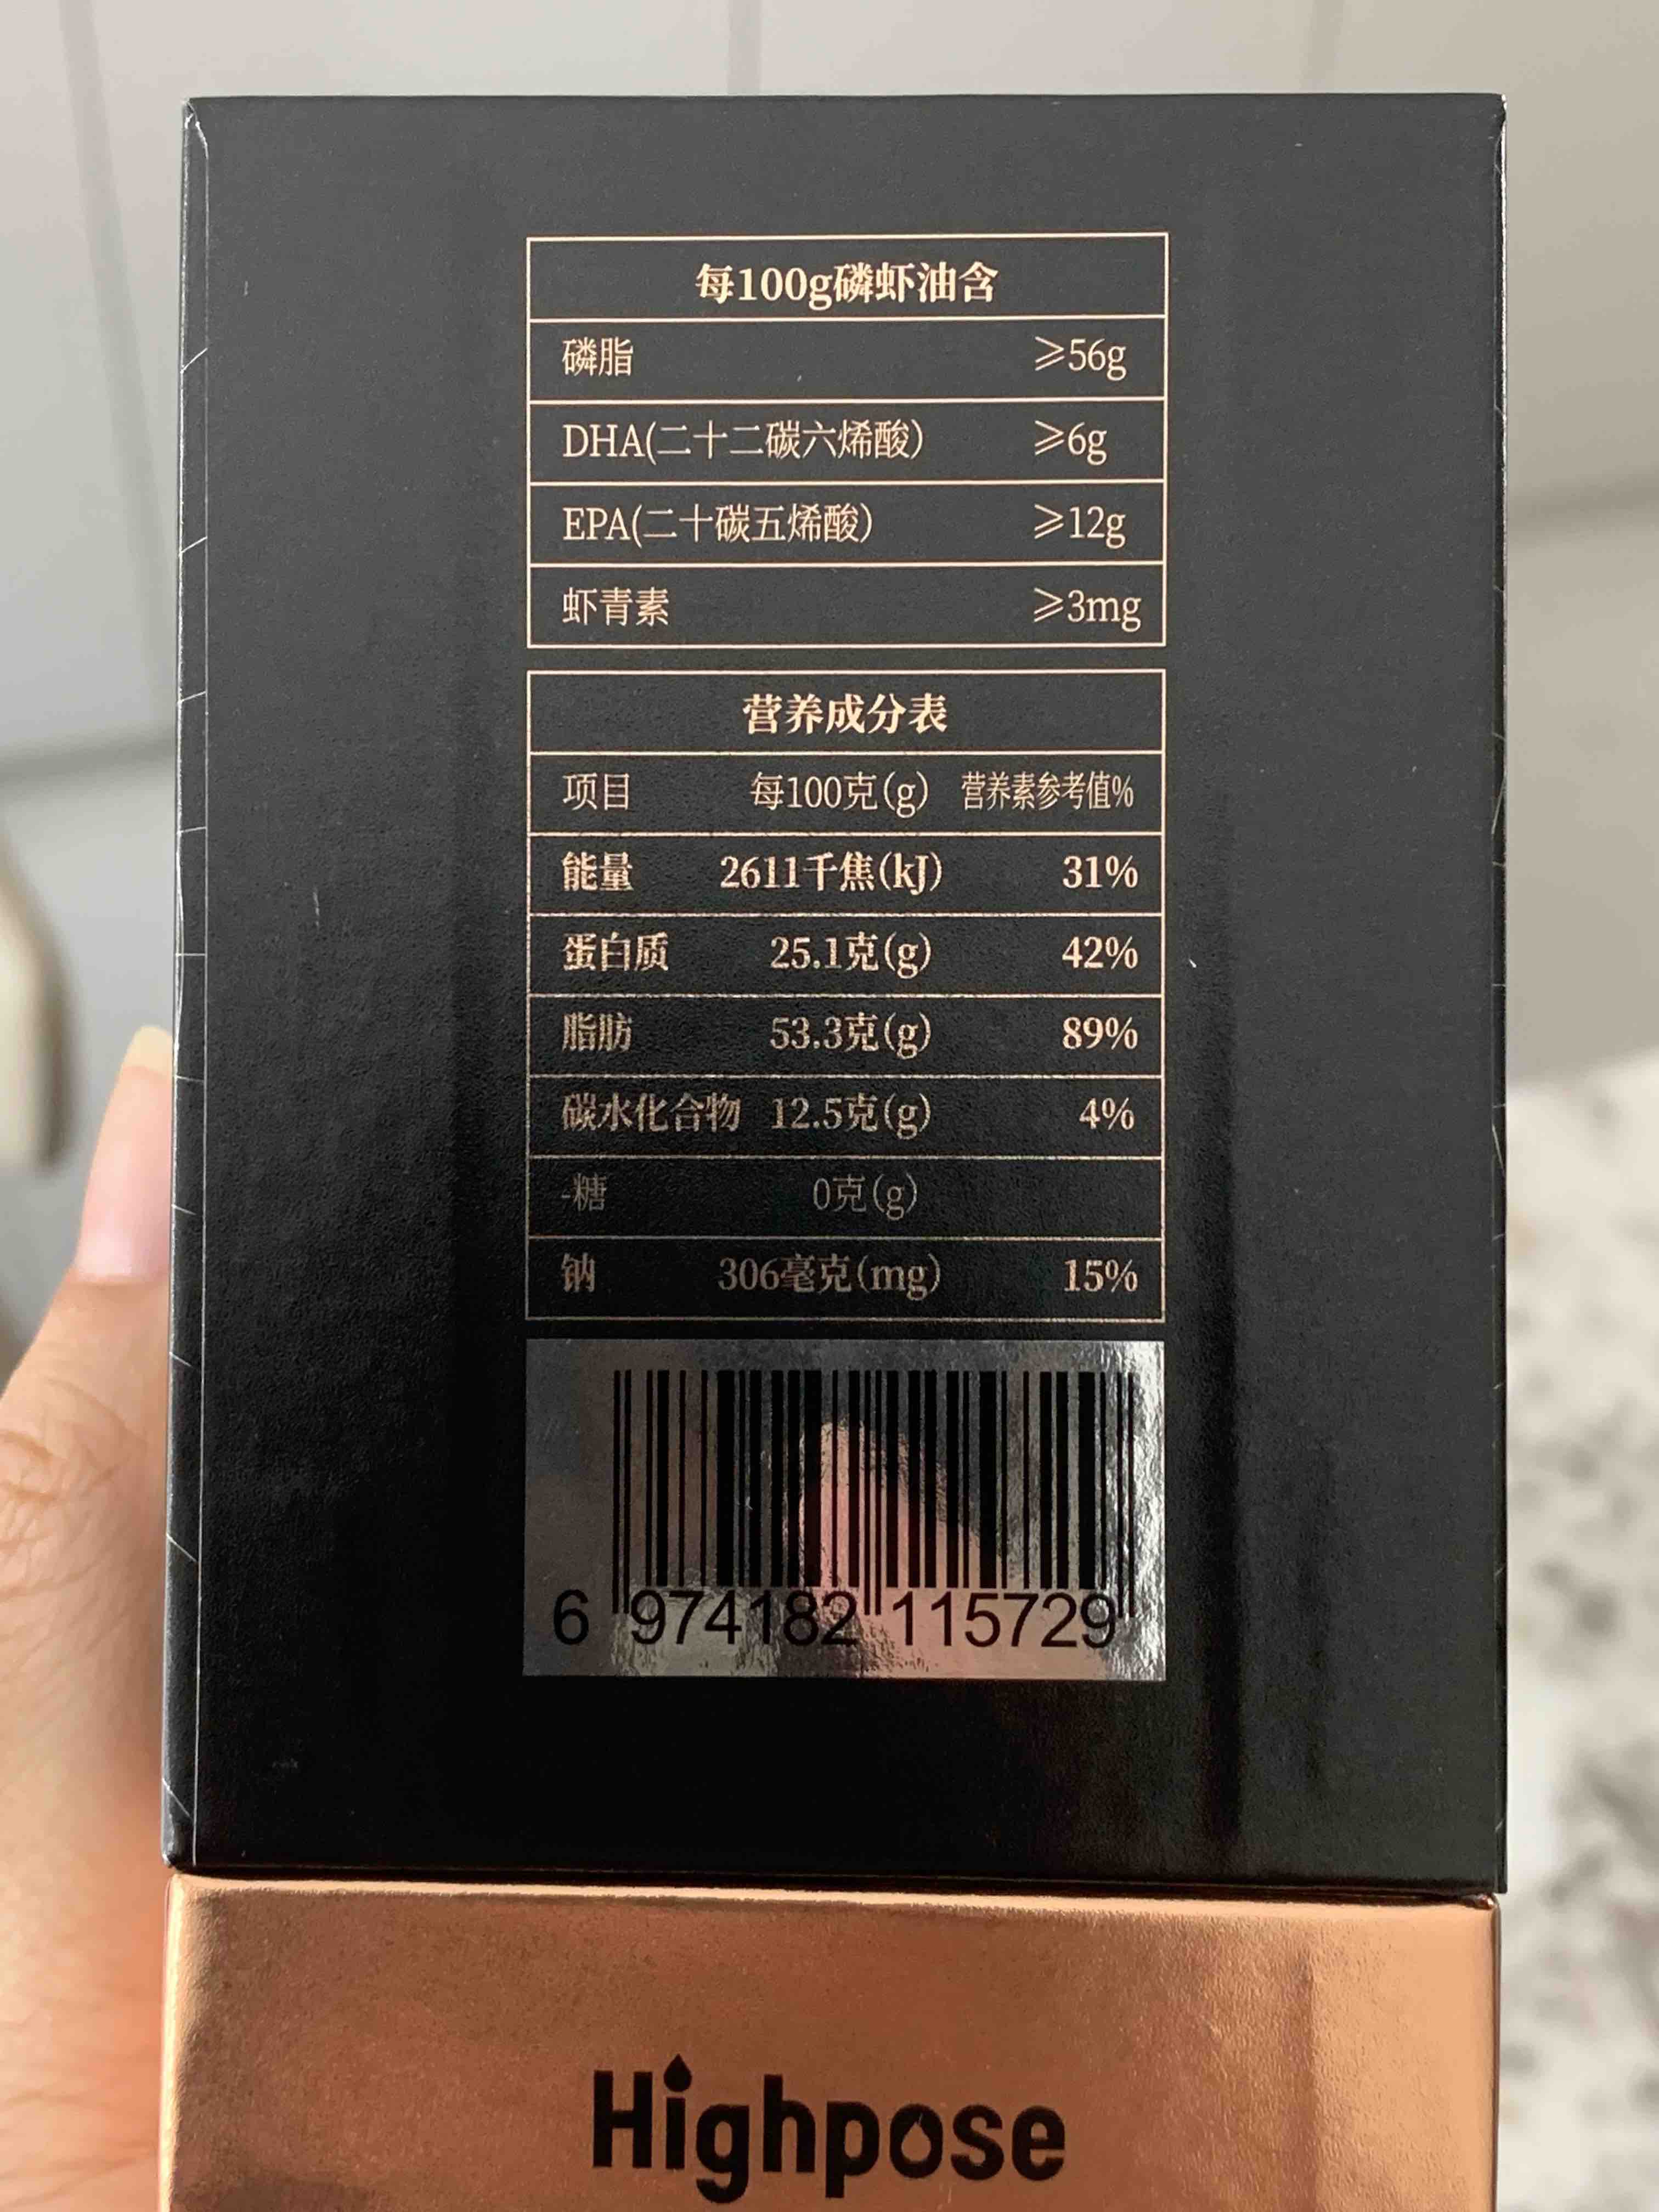 每100g磷虾油含
磷脂 ≥56g
DHA(二十二碳六烯酸) ≥6g
EPA(二十碳五烯酸) ≥12g
虾青素 ≥3mg
营养成分表
项目 每100克(g) 营养素参考值%
能量 2611千焦(kJ) 31%
蛋白质 25.1克(g) 42%
脂肪 53.3克(g) 89%
碳水化合物 12.5克(g) 4%
-糖 0克(g)
钠 306毫克(mg) 15%
6 974182 115729
Highpose